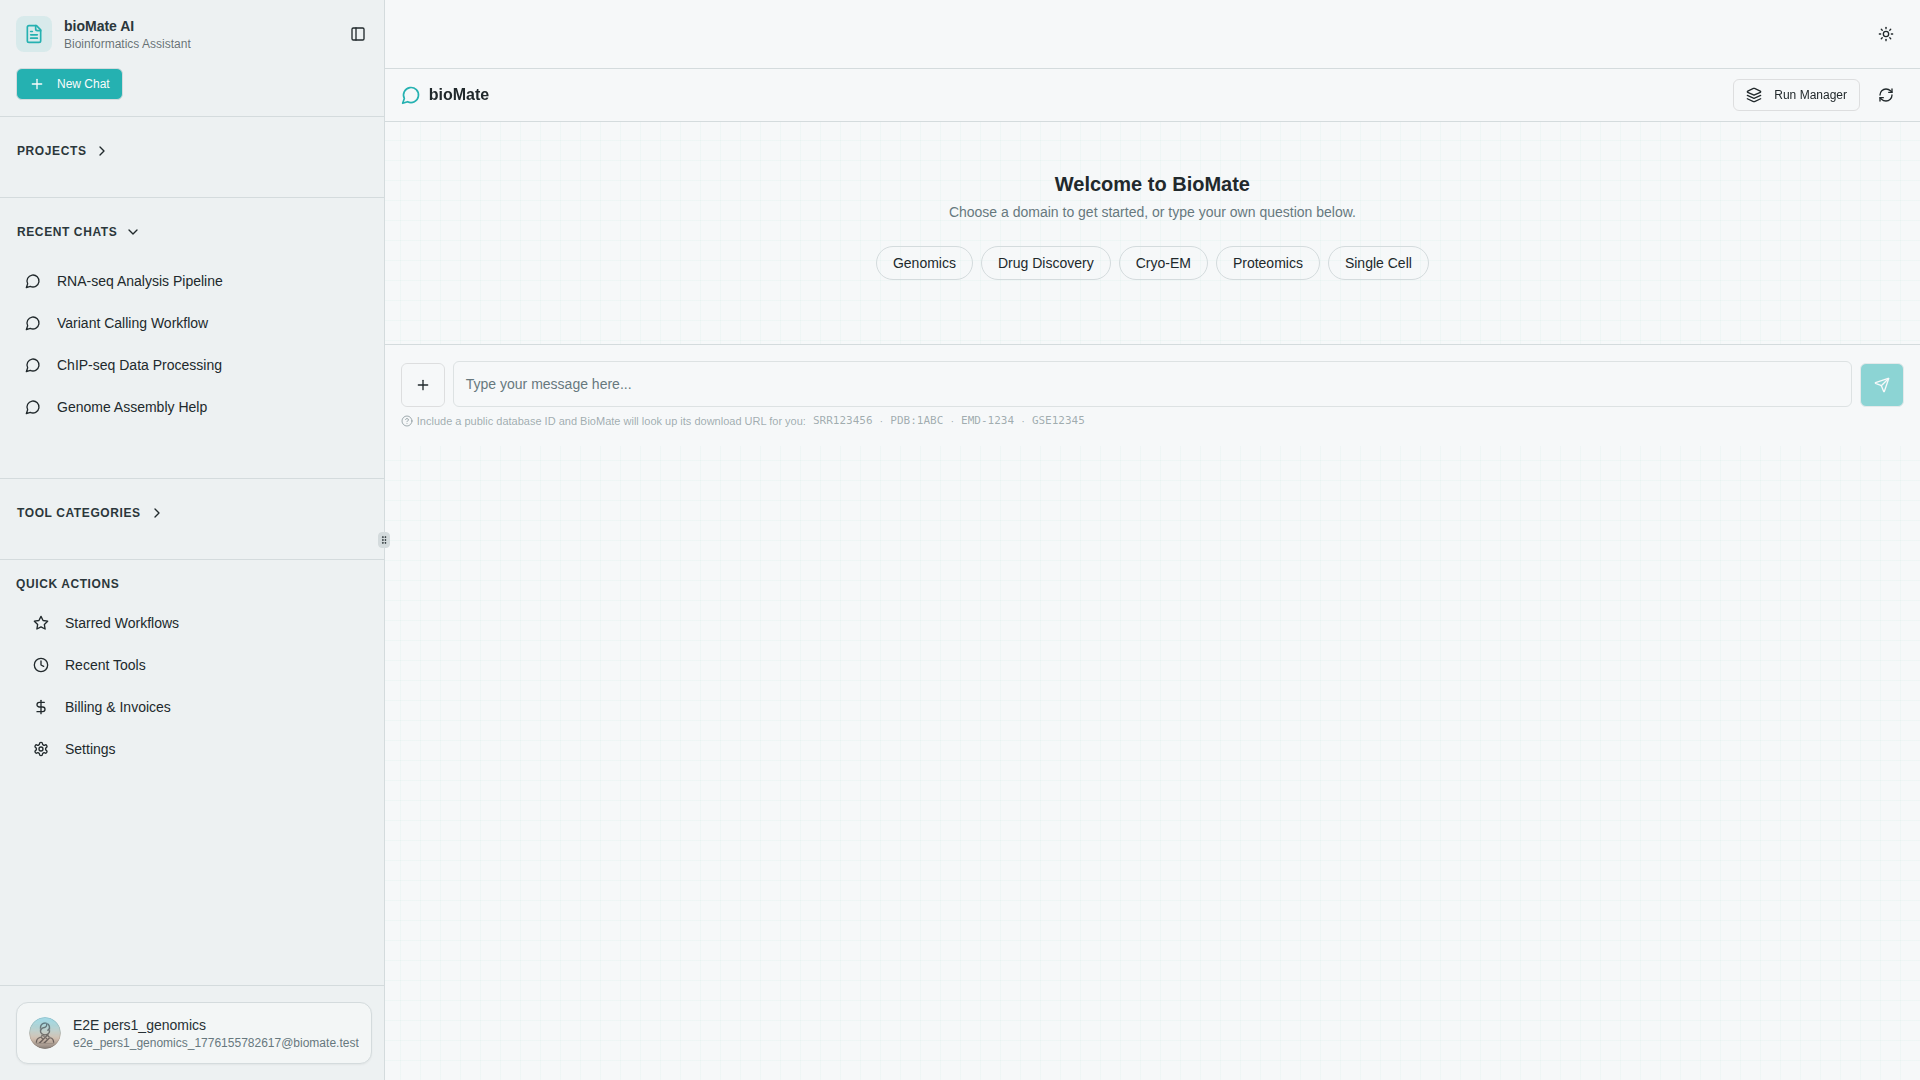 bioMate AI
Bioinformatics Assistant
New Chat
PROJECTS
RECENT CHATS
RNA-seq Analysis Pipeline
Variant Calling Workflow
ChIP-seq Data Processing
Genome Assembly Help
TOOL CATEGORIES
QUICK ACTIONS
Starred Workflows
Recent Tools
Billing & Invoices
Settings
E2E pers1_genomics
e2e_pers1_genomics_1776155782617@biomate.test
bioMate
Run Manager
Welcome to BioMate
Choose a domain to get started, or type your own question below.
Genomics Drug Discovery Cryo-EM Proteomics Single Cell
Type your message here...
Include a public database ID and BioMate will look up its download URL for you: SRR123456 · PDB:1ABC · EMD-1234 · GSE12345